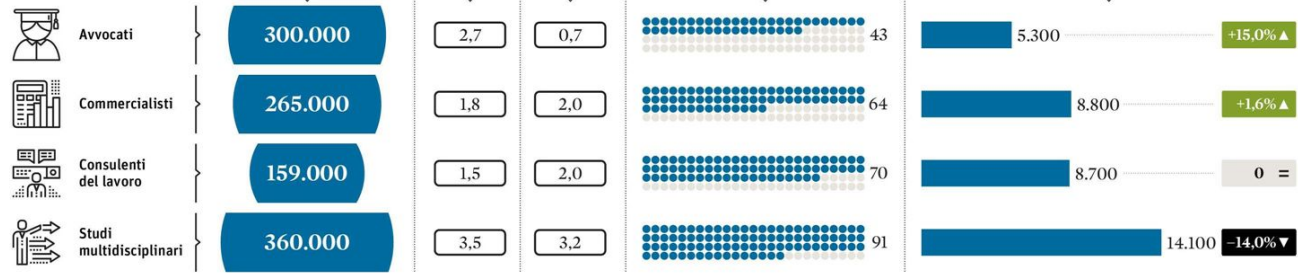 Avvocati 300.000 2,7 0,7 43 5.300 +15,0% ▲
Commercialisti 265.000 1,8 2,0 64 8.800 +1,6% ▲
Consulenti
del lavoro 159.000 1,5 2,0 70 8.700 0 =
Studi
multidisciplinari 360.000 3,5 3,2 91 14.100 –14,0% ▼